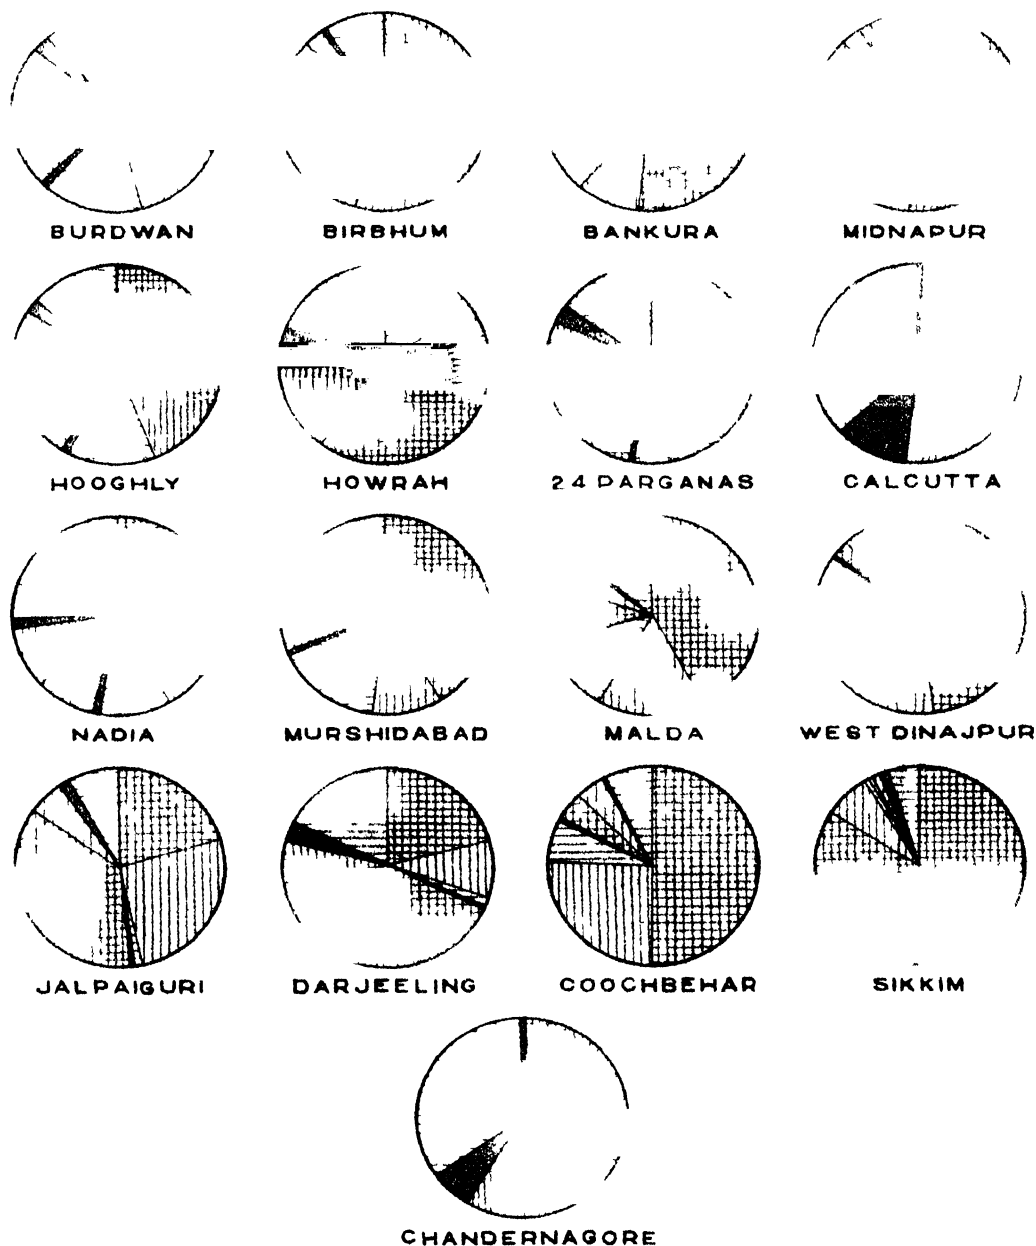 BURDWAN BIRBHUM BANKURA MIDNAPUR
HOOGHLY HOWRAH 24 PARGANAS CALCUTTA
NADIA MURSHIDABAD MALDA WEST DINAJPUR
JALPAIGURI DARJEELING COOCHBEHAR SIKKIM
CHANDERNAGORE